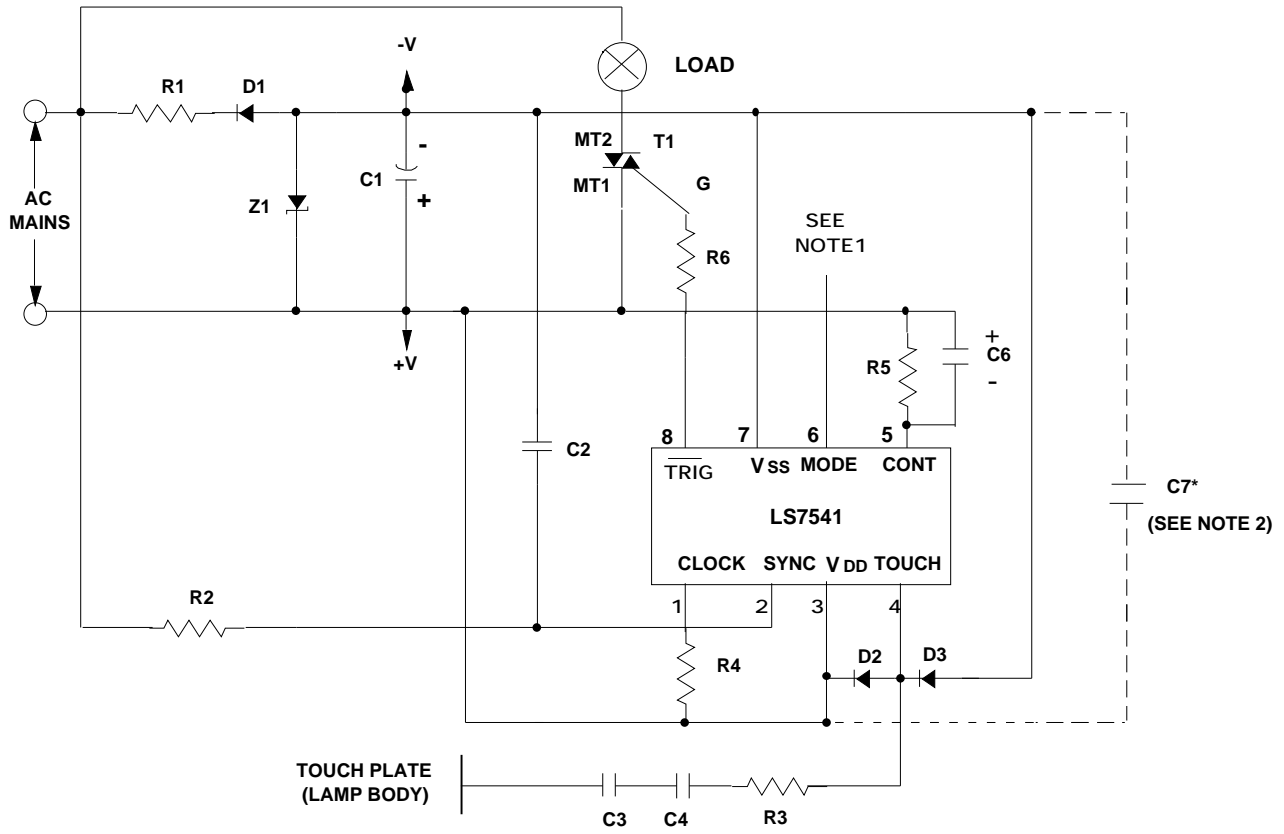 -V
LOAD
R1
D1
MT2
T1
MT1
G
AC
MAINS
Z1
C1
-
+
SEE
NOTE1
R6
+V
R5
+
C6
-
C2
8
7
6
5
TRIG
VSS
MODE
CONT
LS7541
C7*
(SEE NOTE 2)
CLOCK
SYNC
VDD
TOUCH
1
2
3
4
R2
R4
D2
D3
TOUCH PLATE
(LAMP BODY)
C3
C4
R3